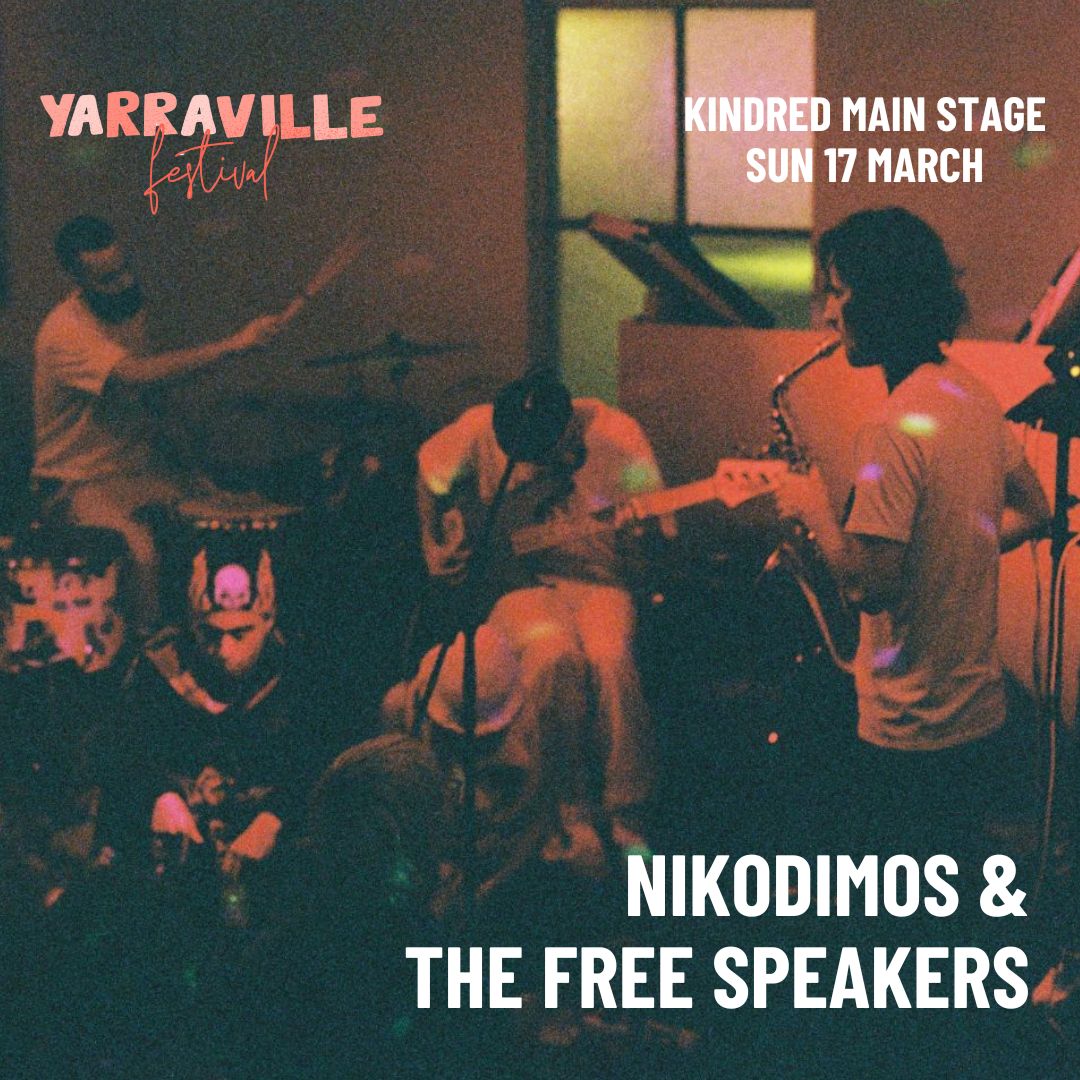 YARRAVILLE
festival
KINDRED MAIN STAGE
SUN 17 MARCH
NIKODIMOS &
THE FREE SPEAKERS